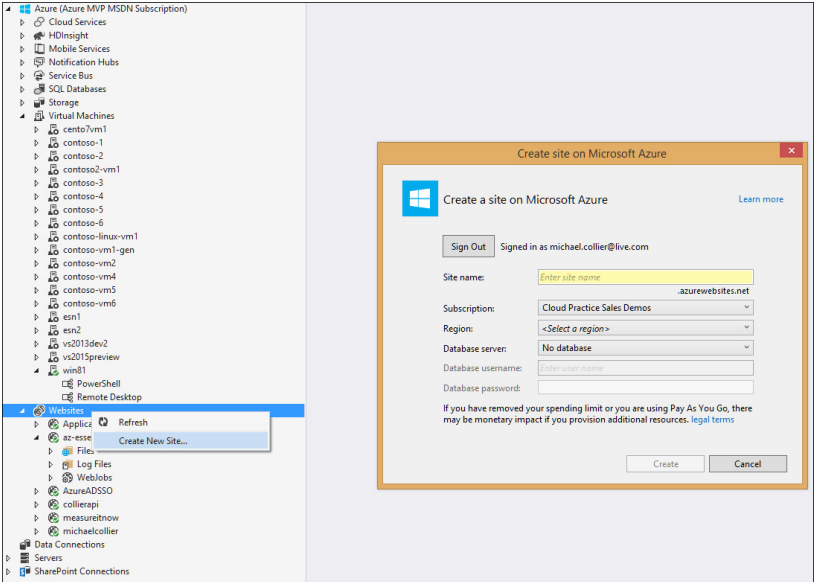 Azure (Azure MVP MSDN Subscription)
Cloud Services
HDInsight
Mobile Services
Notification Hubs
Service Bus
SQL Databases
Storage
Virtual Machines
cento7vm1
contoso-1
contoso-2
contoso2-vm1
contoso-3
contoso-4
contoso-5
contoso-6
contoso-linux-vm1
contoso-vm1-gen
contoso-vm2
contoso-vm4
contoso-vm5
contoso-vm6
esn1
esn2
vs2013dev2
vs2015preview
win81
PowerShell
Remote Desktop
Websites
Applica
az-esse
Files
Log Files
WebJobs
AzureADSSO
collierapi
measureitnow
michaelcollier
Data Connections
Servers
SharePoint Connections
Refresh
Create New Site...
Create site on Microsoft Azure
Create a site on Microsoft Azure
Learn more
Sign Out Signed in as michael.collier@live.com
Site name: Enter site name
.azurewebsites.net
Subscription: Cloud Practice Sales Demos
Region: <Select a region>
Database server: No database
Database username: Enter user name
Database password:
If you have removed your spending limit or you are using Pay As You Go, there
may be monetary impact if you provision additional resources. legal terms
Create Cancel